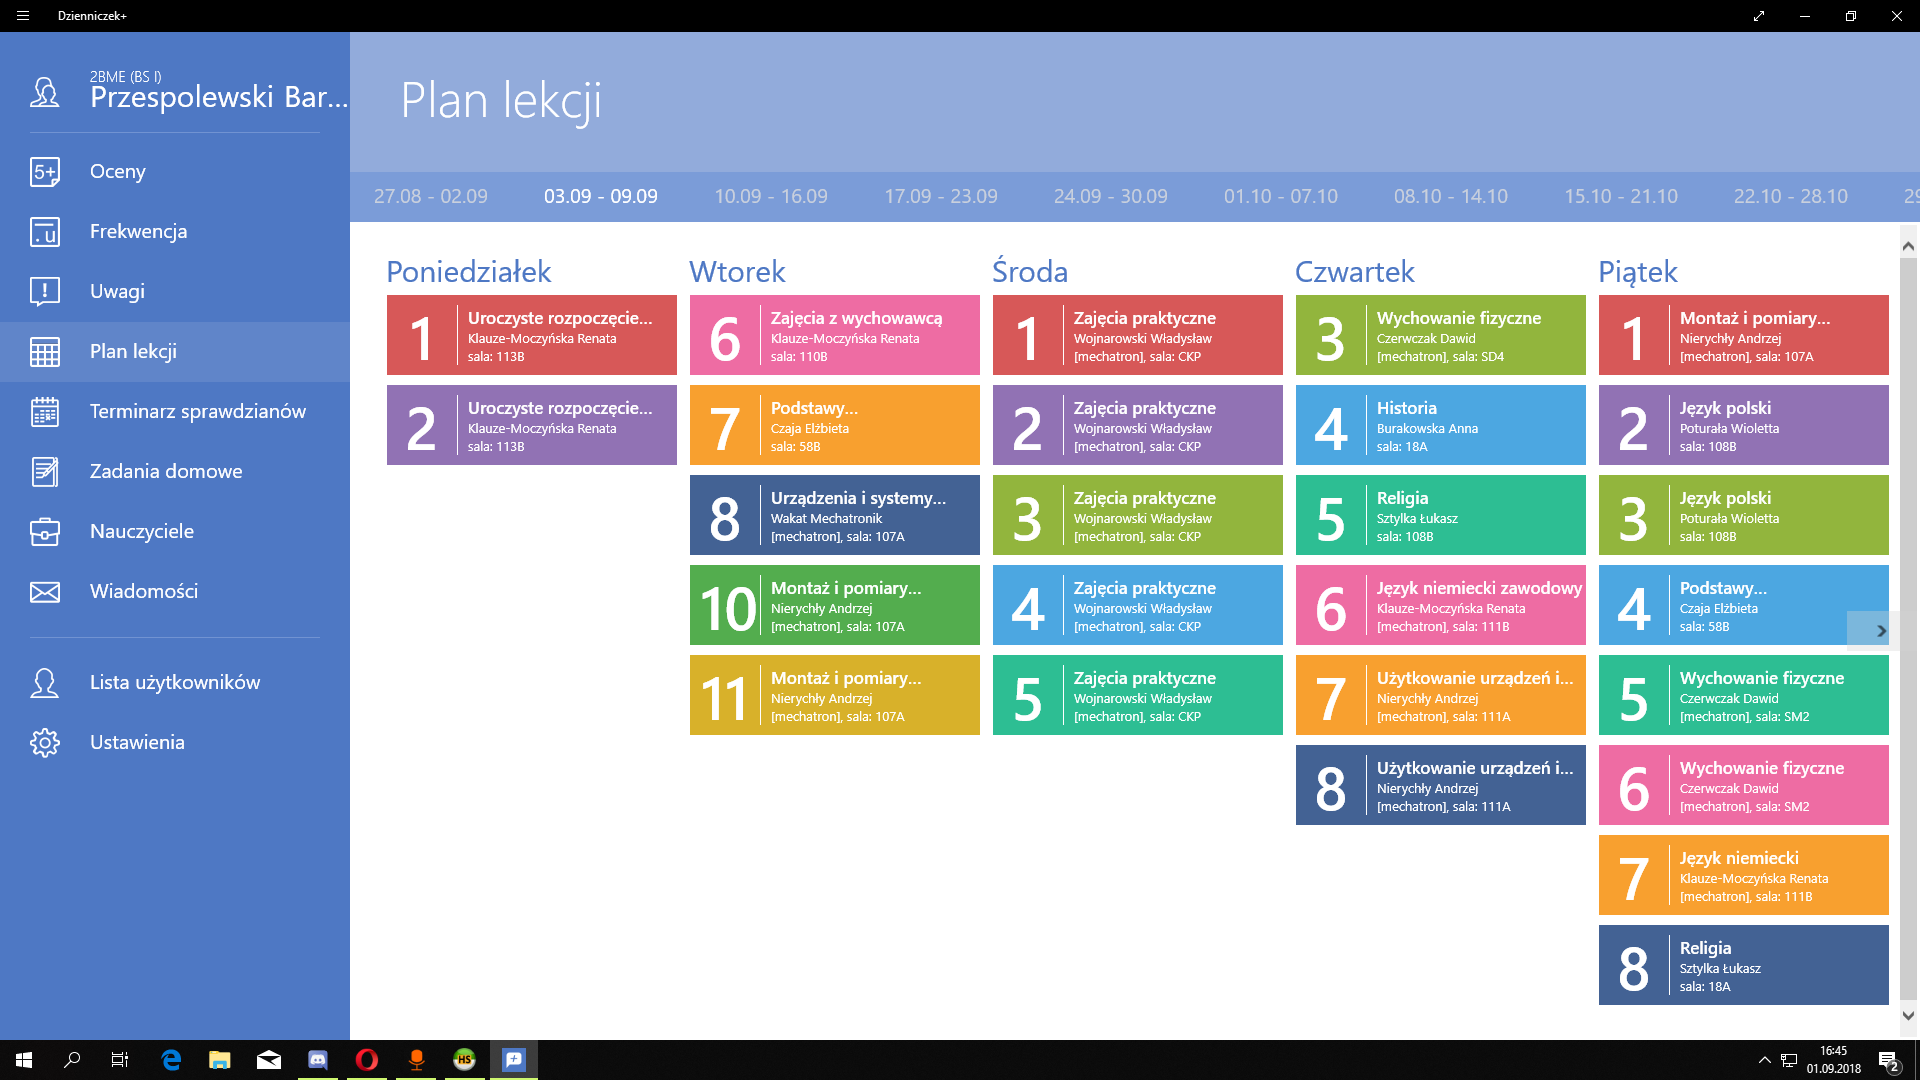 Dzienniczek+
2BME (BS I)
Przespolewski Bar...
Oceny
Frekwencja
Uwagi
Plan lekcji
Terminarz sprawdzianów
Zadania domowe
Nauczyciele
Wiadomości
Lista użytkowników
Ustawienia
Plan lekcji
27.08 - 02.09
03.09 - 09.09
10.09 - 16.09
17.09 - 23.09
24.09 - 30.09
01.10 - 07.10
08.10 - 14.10
15.10 - 21.10
22.10 - 28.10
29
Poniedziałek
1
Uroczyste rozpoczęcie...
Klauze-Moczyńska Renata
sala: 113B
2
Uroczyste rozpoczęcie...
Klauze-Moczyńska Renata
sala: 113B
Wtorek
6
Zajęcia z wychowawcą
Klauze-Moczyńska Renata
sala: 110B
7
Podstawy...
Czaja Elżbieta
sala: 58B
8
Urządzenia i systemy...
Wakat Mechatronik
[mechatron], sala: 107A
10
Montaż i pomiary...
Nierychły Andrzej
[mechatron], sala: 107A
11
Montaż i pomiary...
Nierychły Andrzej
[mechatron], sala: 107A
Środa
1
Zajęcia praktyczne
Wojnarowski Władysław
[mechatron], sala: CKP
2
Zajęcia praktyczne
Wojnarowski Władysław
[mechatron], sala: CKP
3
Zajęcia praktyczne
Wojnarowski Władysław
[mechatron], sala: CKP
4
Zajęcia praktyczne
Wojnarowski Władysław
[mechatron], sala: CKP
5
Zajęcia praktyczne
Wojnarowski Władysław
[mechatron], sala: CKP
Czwartek
3
Wychowanie fizyczne
Czerwczak Dawid
[mechatron], sala: SD4
4
Historia
Burakowska Anna
sala: 18A
5
Religia
Sztylka Łukasz
sala: 108B
6
Język niemiecki zawodowy
Klauze-Moczyńska Renata
[mechatron], sala: 111B
7
Użytkowanie urządzeń i...
Nierychły Andrzej
[mechatron], sala: 111A
8
Użytkowanie urządzeń i...
Nierychły Andrzej
[mechatron], sala: 111A
Piątek
1
Montaż i pomiary...
Nierychły Andrzej
[mechatron], sala: 107A
2
Język polski
Poturała Wioletta
sala: 108B
3
Język polski
Poturała Wioletta
sala: 108B
4
Podstawy...
Czaja Elżbieta
sala: 58B
5
Wychowanie fizyczne
Czerwczak Dawid
[mechatron], sala: SM2
6
Wychowanie fizyczne
Czerwczak Dawid
[mechatron], sala: SM2
7
Język niemiecki
Klauze-Moczyńska Renata
[mechatron], sala: 111B
8
Religia
Sztylka Łukasz
sala: 18A
HS
16:45
01.09.2018
2